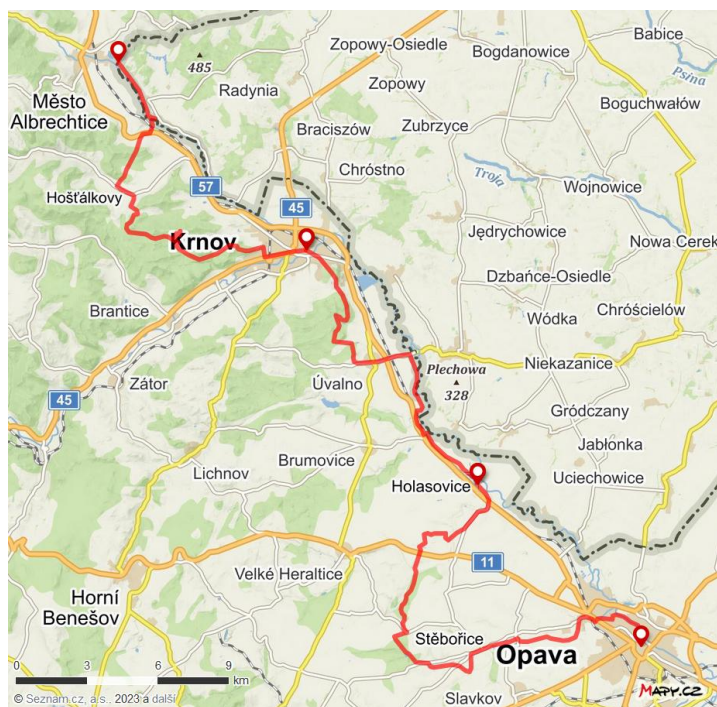 Babice
Zopowy-Osiedle
Bogdanowice
485
Psina
Radynia
Zopowy
Město
Albrechtice
Boguchwałów
Braciszów
Zubrzyce
Chróstno
Troja
57
Wojnowice
Hošťálkovy
45
Krnov
Jędrychowice
Nowa Cerek
Dzbańce-Osiedle
Brantice
Wódka
Chróścielów
Plechowa
328
Niekazanice
Zátor
Úvalno
45
Gródczany
Jabłonka
Lichnov
Brumovice
Holasovice
Uciechowice
11
Velké Heraltice
Horní
Benešov
Stěbořice
Opava
0 3 6 9
km
Slavkov
© Seznam.cz, a.s., 2023 a další
MAPY.CZ